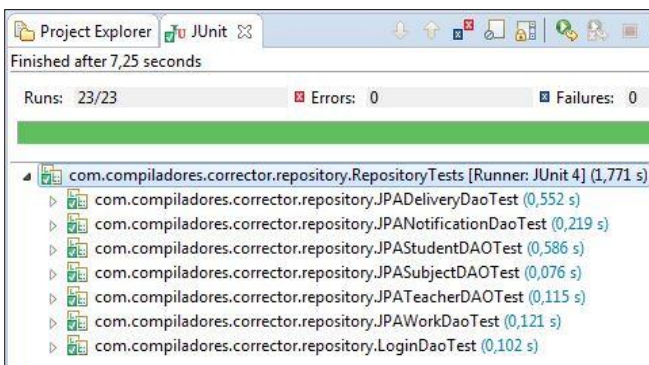 Project Explorer JUnit
Finished after 7,25 seconds
Runs: 23/23 Errors: 0 Failures: 0
com.compiladores.corrector.repository.RepositoryTests [Runner: JUnit 4] (1,771 s)
com.compiladores.corrector.repository.JPADeliveryDaoTest (0,552 s)
com.compiladores.corrector.repository.JPANotificationDaoTest (0,219 s)
com.compiladores.corrector.repository.JPAStudentDAOTest (0,586 s)
com.compiladores.corrector.repository.JPASubjectDAOTest (0,076 s)
com.compiladores.corrector.repository.JPATeacherDAOTest (0,115 s)
com.compiladores.corrector.repository.JPAWorkDaoTest (0,121 s)
com.compiladores.corrector.repository.LoginDaoTest (0,102 s)